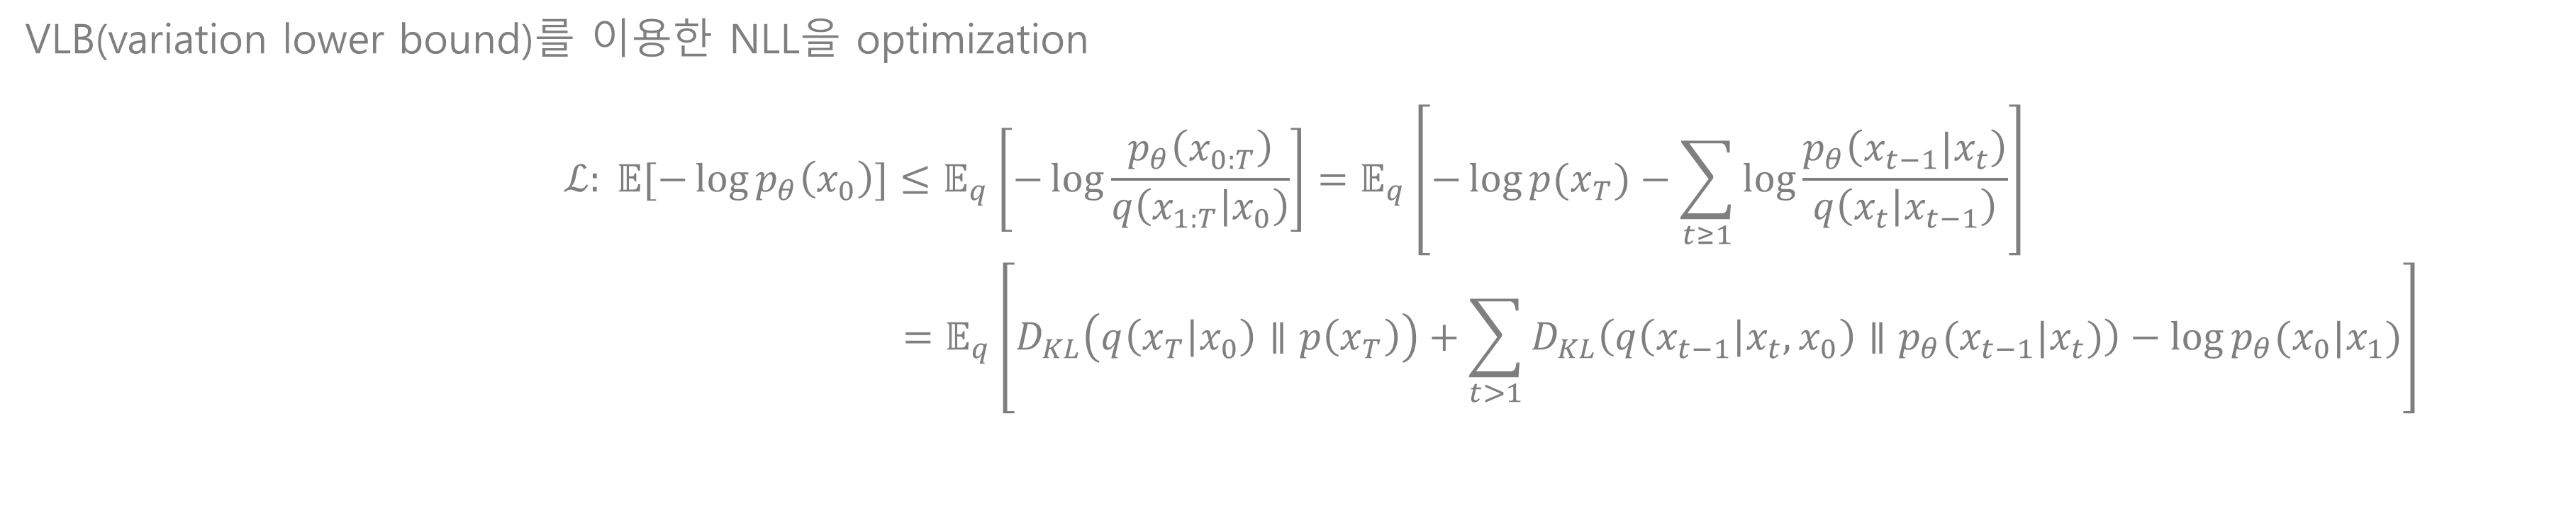 VLB(variation lower bound)를 이용한 NLL을 optimization
ℒ: 𝔼[−log p_θ(x_0)] ≤ 𝔼_q [−log p_θ(x_{0:T}) / q(x_{1:T}|x_0)] = 𝔼_q [−log p(x_T) − ∑_{t≥1} log p_θ(x_{t−1}|x_t) / q(x_t|x_{t−1})]
= 𝔼_q [D_{KL}(q(x_T|x_0) ∥ p(x_T)) + ∑_{t>1} D_{KL}(q(x_{t−1}|x_t, x_0) ∥ p_θ(x_{t−1}|x_t)) − log p_θ(x_0|x_1)]